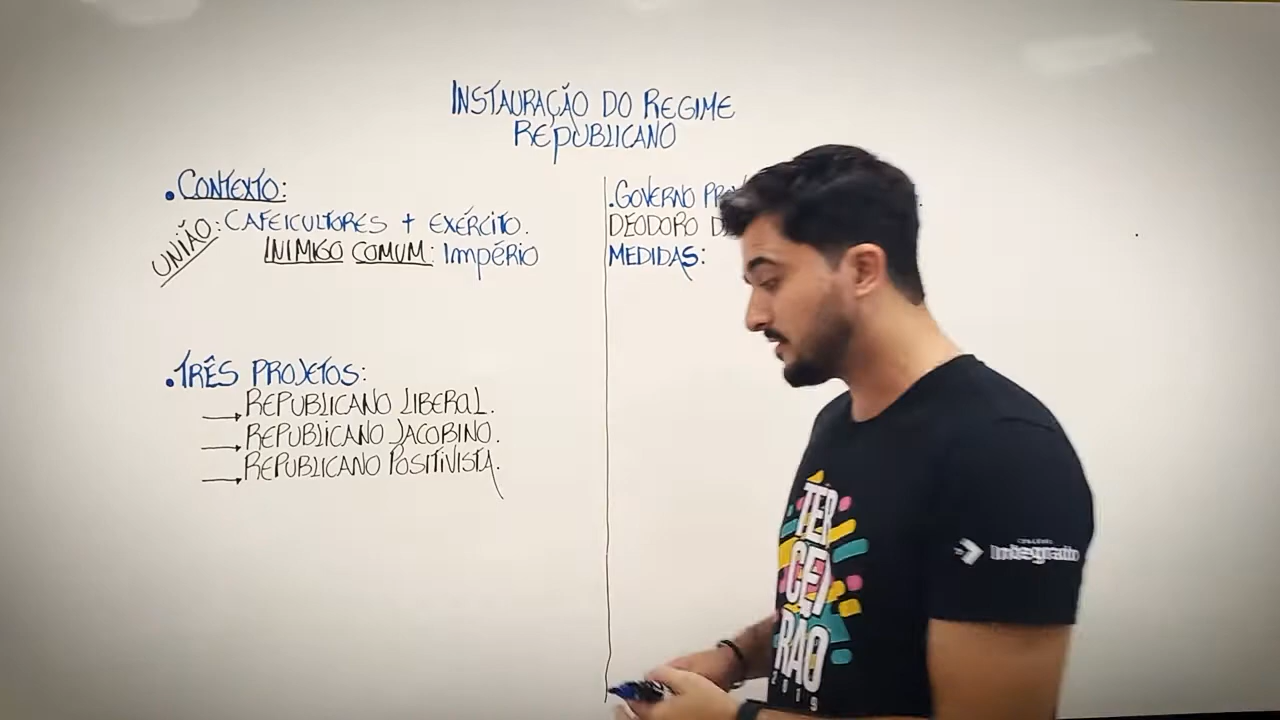 INSTAURAÇÃO DO REGIME
REPUBLICANO
.CONTEXTO:
UNIÃO: CAFEICULTORES + EXÉRCITO.
INIMIGO COMUM: IMPÉRIO
.TRÊS PROJETOS:
→REPUBLICANO LIBERAL.
→REPUBLICANO JACOBINO.
→REPUBLICANO POSITIVISTA.
.GOVERNO
DEODORO
MEDIDAS:
TER
CEI
RÃO
2019
Integrado